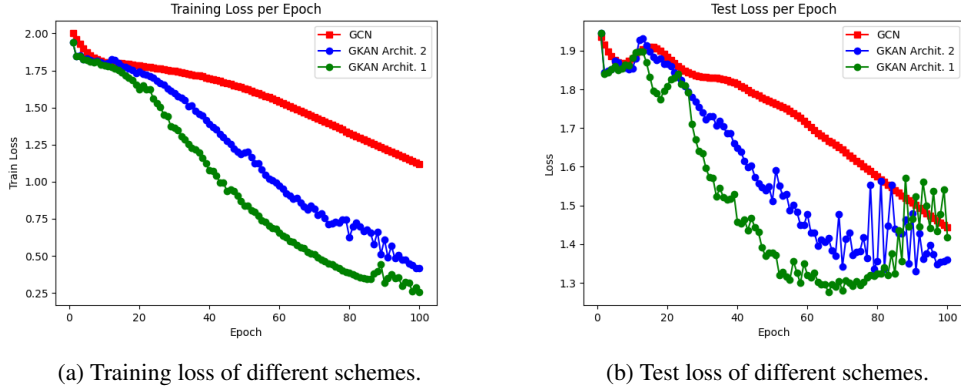 Training Loss per Epoch
GCN
GKAN Archit. 2
GKAN Archit. 1
2.00
1.75
1.50
1.25
1.00
0.75
0.50
0.25
Train Loss
0 20 40 60 80 100
Epoch
(a) Training loss of different schemes.
Test Loss per Epoch
GCN
GKAN Archit. 2
GKAN Archit. 1
1.9
1.8
1.7
1.6
1.5
1.4
1.3
Loss
0 20 40 60 80 100
Epoch
(b) Test loss of different schemes.